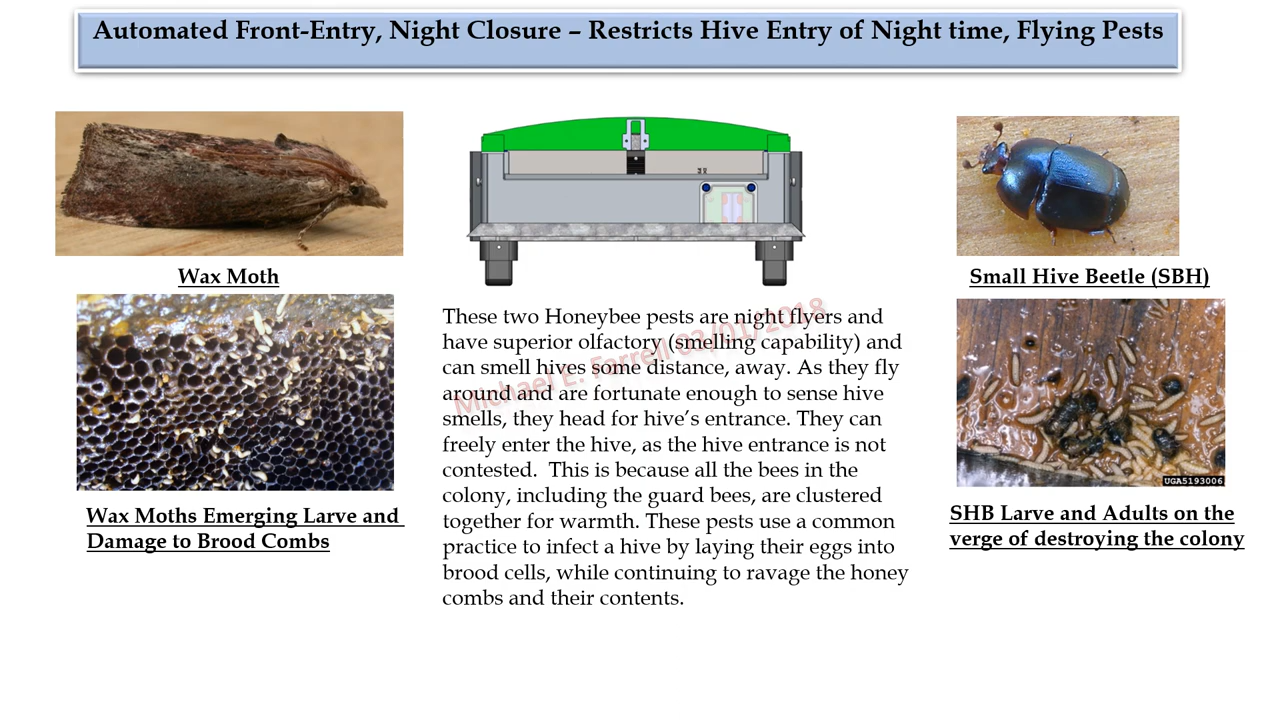 Automated Front-Entry, Night Closure – Restricts Hive Entry of Night time, Flying Pests
Wax Moth
Small Hive Beetle (SBH)
These two Honeybee pests are night flyers and
have superior olfactory (smelling capability) and
can smell hives some distance, away. As they fly
around and are fortunate enough to sense hive
smells, they head for hive's entrance. They can
freely enter the hive, as the hive entrance is not
contested.  This is because all the bees in the
colony, including the guard bees, are clustered
together for warmth. These pests use a common
practice to infect a hive by laying their eggs into
brood cells, while continuing to ravage the honey
combs and their contents.
Michael E. Ferrell 03/01/2018
Wax Moths Emerging Larve and
Damage to Brood Combs
UGA5193006
SHB Larve and Adults on the
verge of destroying the colony